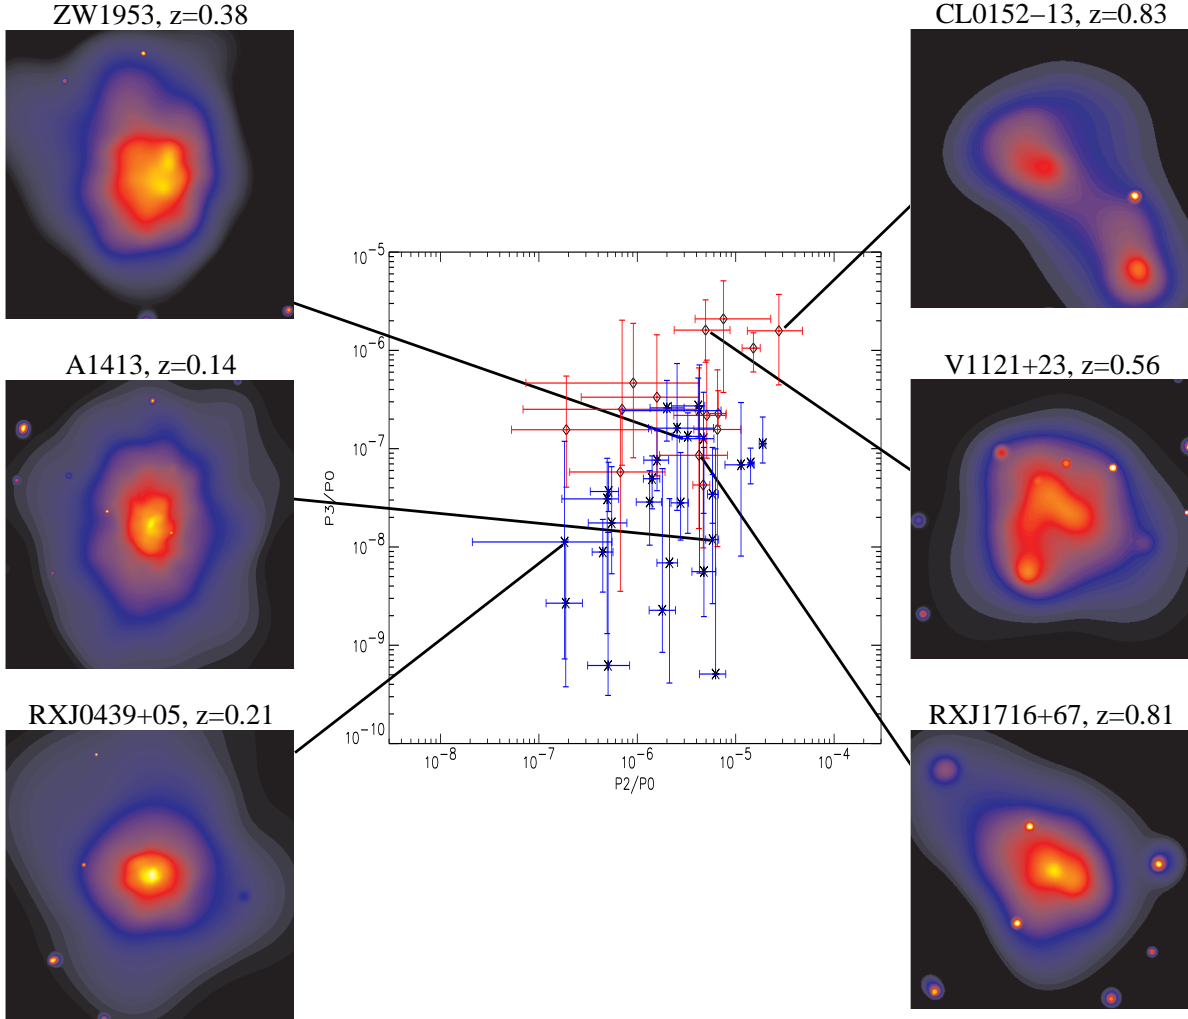 ZW1953, z=0.38
CL0152−13, z=0.83
A1413, z=0.14
V1121+23, z=0.56
RXJ0439+05, z=0.21
RXJ1716+67, z=0.81
P3/P0
10^-5
10^-6
10^-7
10^-8
10^-9
10^-10
10^-8 10^-7 10^-6 10^-5 10^-4
P2/P0